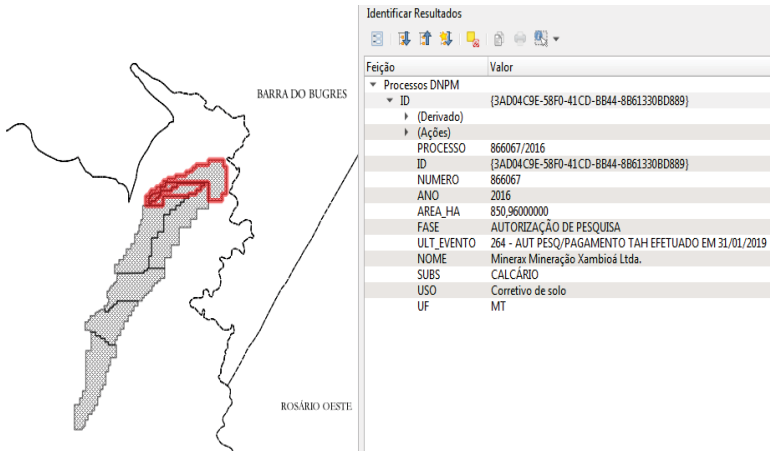 BARRA DO BUGRES
ROSÁRIO OESTE
Identificar Resultados
Feição Valor
Processos DNPM
ID {3AD04C9E-58F0-41CD-BB44-8B61330BD889}
(Derivado)
(Ações)
PROCESSO 866067/2016
ID {3AD04C9E-58F0-41CD-BB44-8B61330BD889}
NUMERO 866067
ANO 2016
AREA_HA 850,96000000
FASE AUTORIZAÇÃO DE PESQUISA
ULT_EVENTO 264 - AUT PESQ/PAGAMENTO TAH EFETUADO EM 31/01/2019
NOME Minerax Mineração Xambioá Ltda.
SUBS CALCÁRIO
USO Corretivo de solo
UF MT